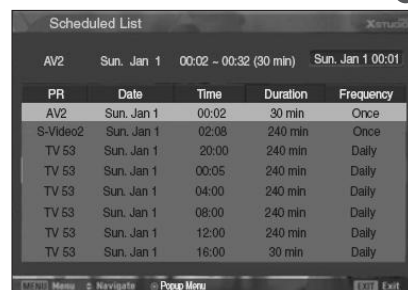 Scheduled List XSTUDIO
AV2 Sun. Jan 1 00:02 ~ 00:32 (30 min) Sun. Jan 1 00:01
PR Date Time Duration Frequency
AV2 Sun. Jan 1 00:02 30 min Once
S-Video2 Sun. Jan 1 02:08 240 min Once
TV 53 Sun. Jan 1 20:00 240 min Daily
TV 53 Sun. Jan 1 00:05 240 min Daily
TV 53 Sun. Jan 1 04:00 240 min Daily
TV 53 Sun. Jan 1 08:00 240 min Daily
TV 53 Sun. Jan 1 12:00 240 min Daily
TV 53 Sun. Jan 1 16:00 30 min Daily
MENU Menu Navigate Popup Menu EXIT Exit